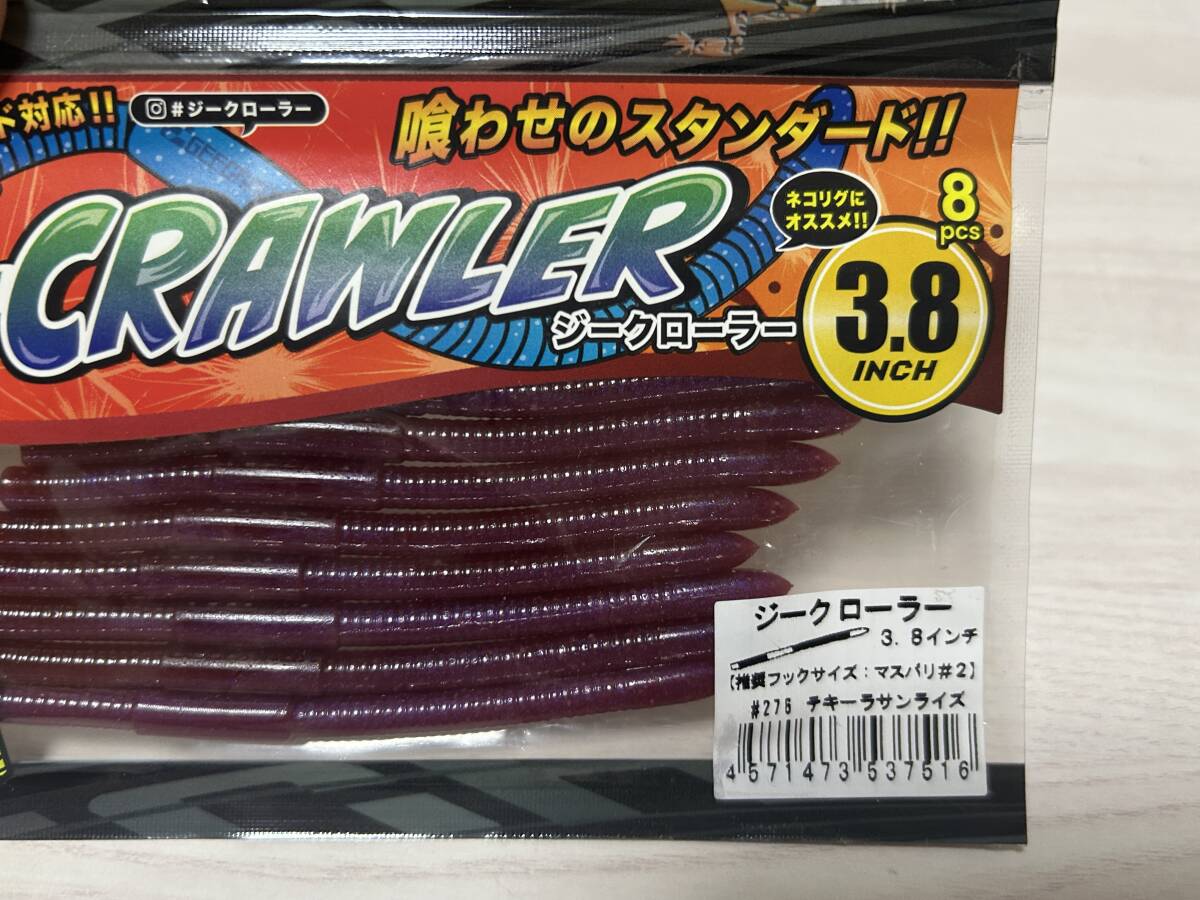 ド対応!!
#ジークローラー
喰わせのスタンダード!!
CRAWLER
ジークローラー
ネコリグに
オススメ!!
8
pcs
3.8
INCH
ジークローラー
3.8インチ
【推奨フックサイズ:マスバリ#2】
#276 チキーラサンライズ
4571473537516